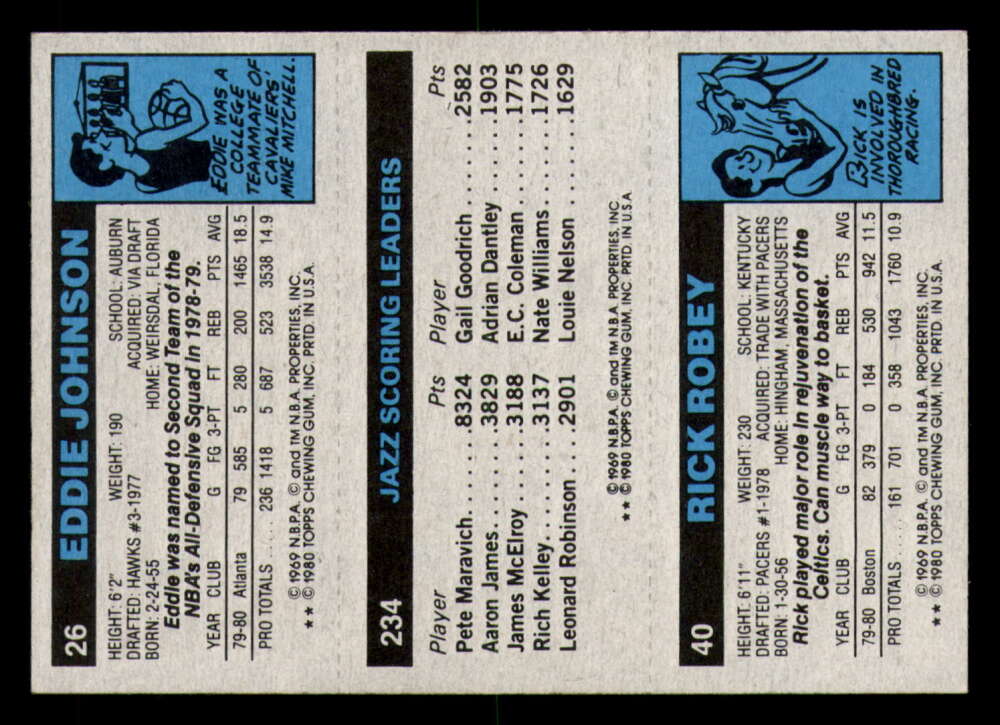 26 EDDIE JOHNSON
HEIGHT: 6'2" WEIGHT: 190 SCHOOL: AUBURN
DRAFTED: HAWKS #3-1977 ACQUIRED: VIA DRAFT
BORN: 2-24-55 HOME: WEIRSDAL, FLORIDA
Eddie was named to Second Team of the
NBA's All-Defensive Squad in 1978-79.
YEAR CLUB G FG 3-PT FT REB PTS AVG
79-80 Atlanta 79 585 5 280 200 1465 18.5
PRO TOTALS.... 236 1418 5 687 523 3538 14.9
© 1969 N.B.P.A. © and TM N.B.A. PROPERTIES, INC.
★★ © 1980 TOPPS CHEWING GUM, INC. PRTD. IN U.S.A.
EDDIE WAS A
COLLEGE
TEAMMATE OF
CAVALIERS'
MIKE MITCHELL.
234 JAZZ SCORING LEADERS
Player Pts Player Pts
Pete Maravich........8324 Gail Goodrich........2582
Aaron James........3829 Adrian Dantley......1903
James McElroy......3188 E.C. Coleman........1775
Rich Kelley........3137 Nate Williams........1726
Leonard Robinson...2901 Louie Nelson........1629
© 1969 N.B.P.A. © and TM N.B.A. PROPERTIES, INC.
★★ © 1980 TOPPS CHEWING GUM, INC. PRTD. IN U.S.A.
40 RICK ROBEY
HEIGHT: 6'11" WEIGHT: 230 SCHOOL: KENTUCKY
DRAFTED: PACERS #1-1978 ACQUIRED: TRADE WITH PACERS
BORN: 1-30-56 HOME: HINGHAM, MASSACHUSETTS
Rick played major role in rejuvenation of the
Celtics. Can muscle way to basket.
YEAR CLUB G FG 3-PT FT REB PTS AVG
79-80 Boston 82 379 0 184 530 942 11.5
PRO TOTALS.... 161 701 0 358 1043 1760 10.9
© 1969 N.B.P.A. © and TM N.B.A. PROPERTIES, INC.
★★ © 1980 TOPPS CHEWING GUM, INC. PRTD. IN U.S.A.
RICK IS
INVOLVED IN
THOROUGHBRED
RACING.